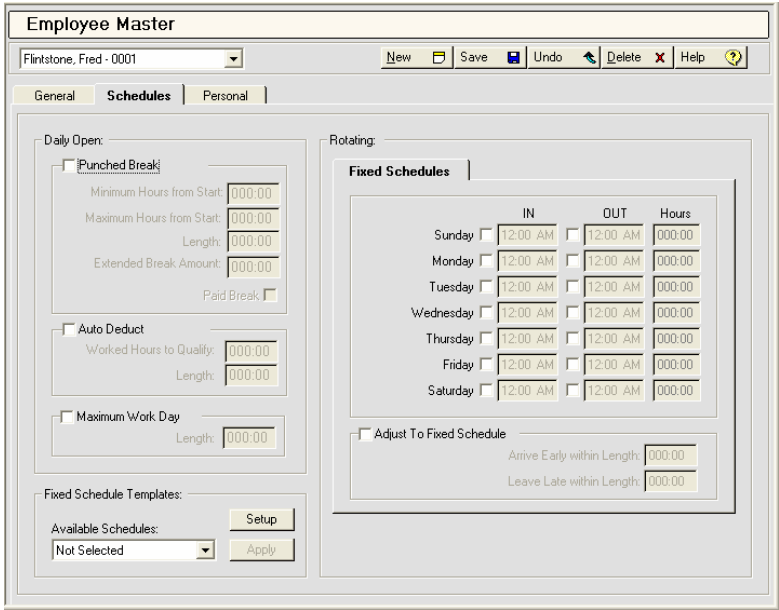 Employee Master
Flintstone, Fred - 0001
New Save Undo Delete Help
General Schedules Personal
Daily Open:
Punched Break
Minimum Hours from Start: 000:00
Maximum Hours from Start: 000:00
Length: 000:00
Extended Break Amount: 000:00
Paid Break
Auto Deduct
Worked Hours to Qualify: 000:00
Length: 000:00
Maximum Work Day
Length: 000:00
Fixed Schedule Templates:
Setup
Available Schedules:
Not Selected Apply
Rotating:
Fixed Schedules
IN OUT Hours
Sunday 12:00 AM 12:00 AM 000:00
Monday 12:00 AM 12:00 AM 000:00
Tuesday 12:00 AM 12:00 AM 000:00
Wednesday 12:00 AM 12:00 AM 000:00
Thursday 12:00 AM 12:00 AM 000:00
Friday 12:00 AM 12:00 AM 000:00
Saturday 12:00 AM 12:00 AM 000:00
Adjust To Fixed Schedule
Arrive Early within Length: 000:00
Leave Late within Length: 000:00